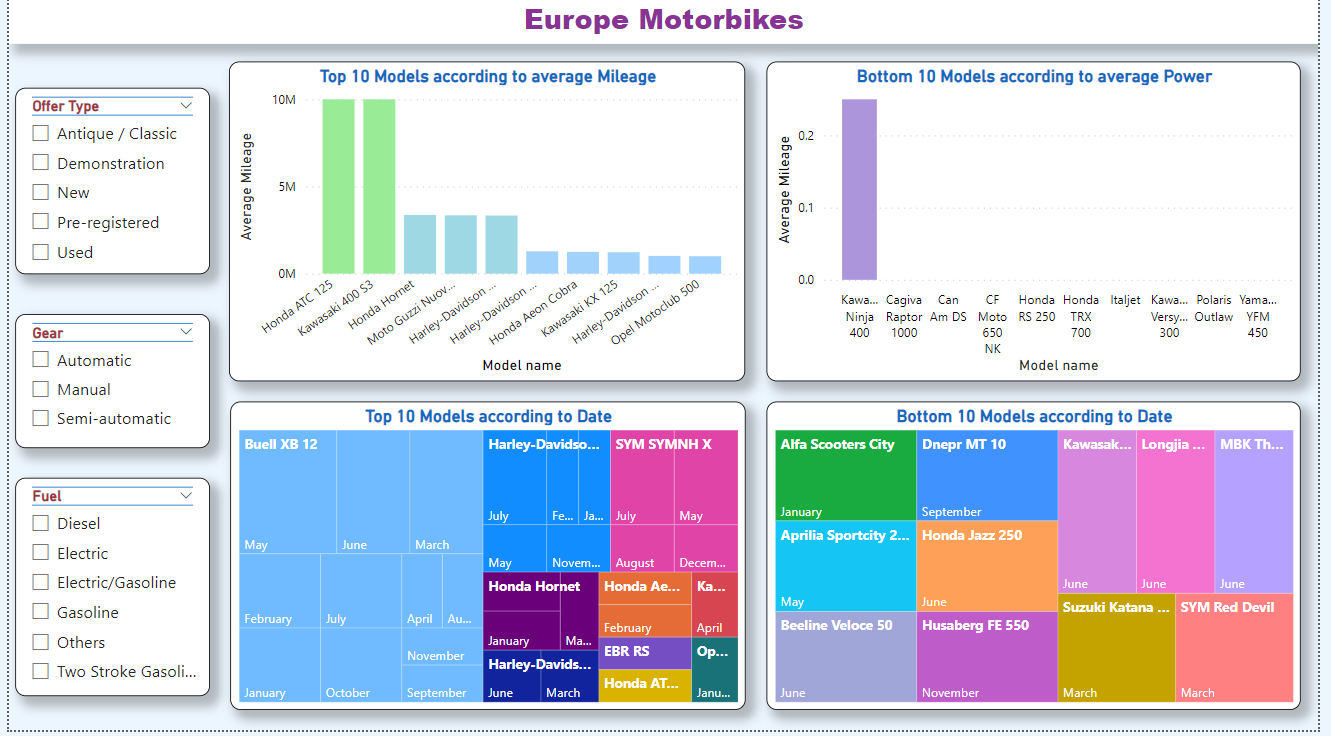 Europe Motorbikes
Offer Type
Antique / Classic
Demonstration
New
Pre-registered
Used
Gear
Automatic
Manual
Semi-automatic
Fuel
Diesel
Electric
Electric/Gasoline
Gasoline
Others
Two Stroke Gasoli...
Top 10 Models according to average Mileage
Average Mileage
10M
5M
0M
Honda ATC 125
Kawasaki 400 S3
Honda Hornet
Moto Guzzi Nuov...
Harley-Davidson ...
Harley-Davidson ...
Honda Aeon Cobra
Kawasaki KX 125
Harley-Davidson ...
Opel Motoclub 500
Model name
Bottom 10 Models according to average Power
Average Mileage
0.2
0.1
0.0
Kawa...
Ninja
400
Cagiva
Raptor
1000
Can
Am DS
CF
Moto
650
NK
Honda
RS 250
Honda
TRX
700
Italjet
Kawa...
Versy...
300
Polaris
Outlaw
Yama...
YFM
450
Model name
Top 10 Models according to Date
Buell XB 12
May
June
March
February
July
April
Au...
November
January
October
September
Harley-Davidso...
July
Fe...
Ja...
May
Novem...
SYM SYMNH X
July
May
August
Decem...
Honda Hornet
January
Ma...
Harley-Davids...
June
March
Honda Ae...
February
EBR RS
Honda AT...
Ka...
April
Op...
Janu...
Bottom 10 Models according to Date
Alfa Scooters City
January
Aprilia Sportcity 2...
May
Beeline Veloce 50
June
Dnepr MT 10
September
Honda Jazz 250
June
Husaberg FE 550
November
Kawasak...
June
Longjia ...
June
MBK Th...
June
Suzuki Katana ...
March
SYM Red Devil
March